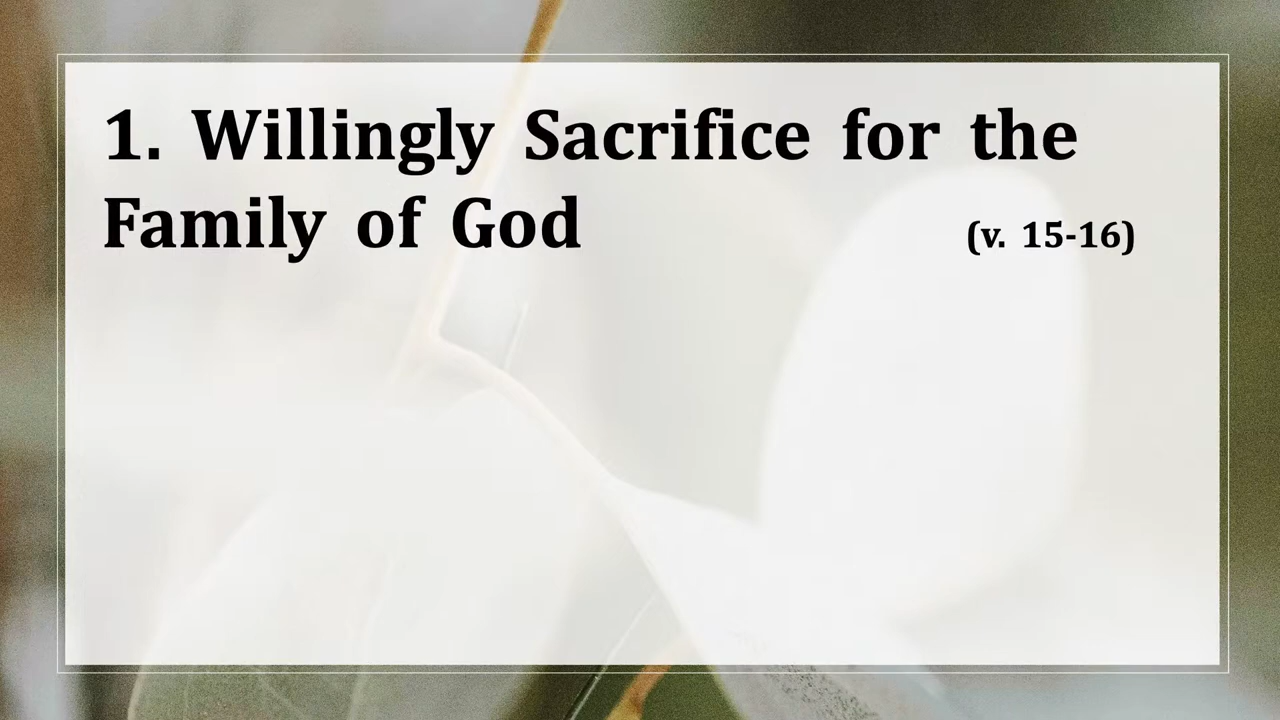 1. Willingly Sacrifice for the
Family of God (v. 15-16)